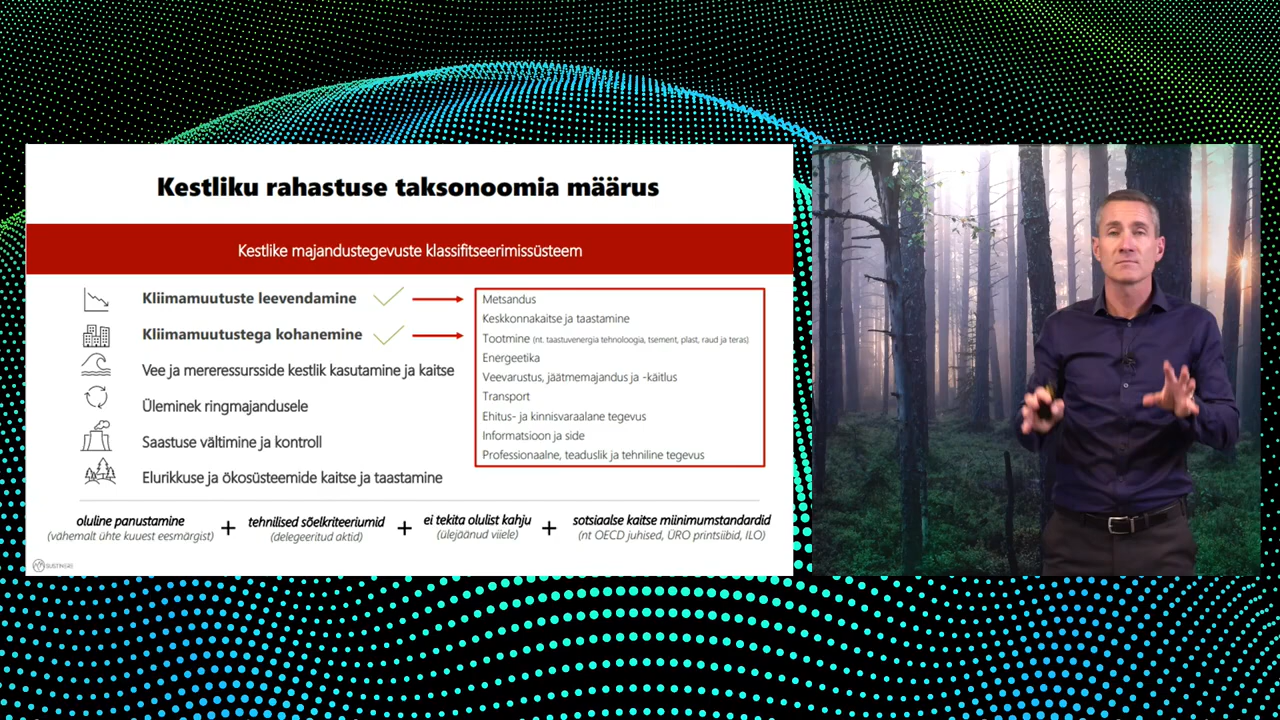 Kestliku rahastuse taksonoomia määrus
Kestlike majandustegevuste klassifitseerimissüsteem
Kliimamuutuste leevendamine
Kliimamuutustega kohanemine
Vee ja mereressursside kestlik kasutamine ja kaitse
Üleminek ringmajandusele
Saastuse vältimine ja kontroll
Elurikkuse ja ökosüsteemide kaitse ja taastamine
Metsandus
Keskkonnakaitse ja taastamine
Tootmine (nt. taastuvenergia tehnoloogia, tsement, plast, raud ja teras)
Energeetika
Veevarustus, jäätmemajandus ja -käitlus
Transport
Ehitus- ja kinnisvaraalane tegevus
Informatsioon ja side
Professionaalne, teaduslik ja tehniline tegevus
oluline panustamine + tehnilised sõelkriteeriumid + ei tekita olulist kahju + sotsiaalse kaitse miinimumstandardid
(vähemalt ühte kuuest eesmärgist) (delegeeritud aktid) (ülejäänud viiele) (nt OECD juhised, ÜRO printsiibid, ILO)
SUSTINERE